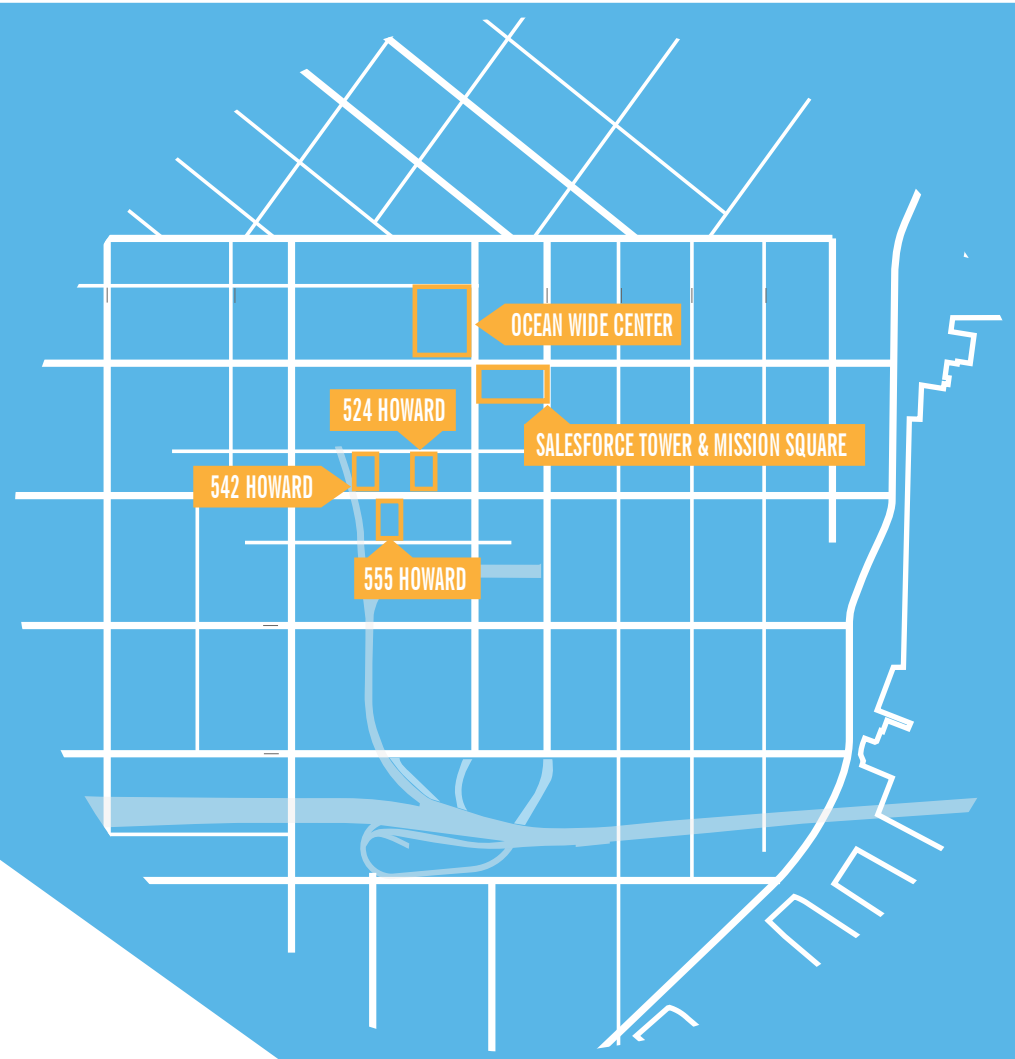 OCEAN WIDE CENTER
524 HOWARD
SALESFORCE TOWER & MISSION SQUARE
542 HOWARD
555 HOWARD